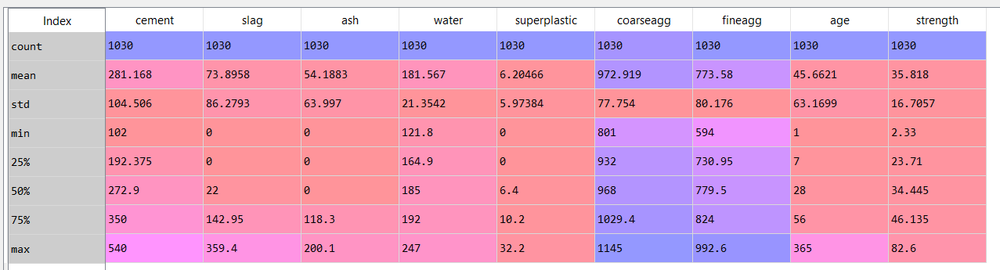 Index cement slag ash water superplastic coarseagg fineagg age strength
count 1030 1030 1030 1030 1030 1030 1030 1030 1030
mean 281.168 73.8958 54.1883 181.567 6.20466 972.919 773.58 45.6621 35.818
std 104.506 86.2793 63.997 21.3542 5.97384 77.754 80.176 63.1699 16.7057
min 102 0 0 121.8 0 801 594 1 2.33
25% 192.375 0 0 164.9 0 932 730.95 7 23.71
50% 272.9 22 0 185 6.4 968 779.5 28 34.445
75% 350 142.95 118.3 192 10.2 1029.4 824 56 46.135
max 540 359.4 200.1 247 32.2 1145 992.6 365 82.6